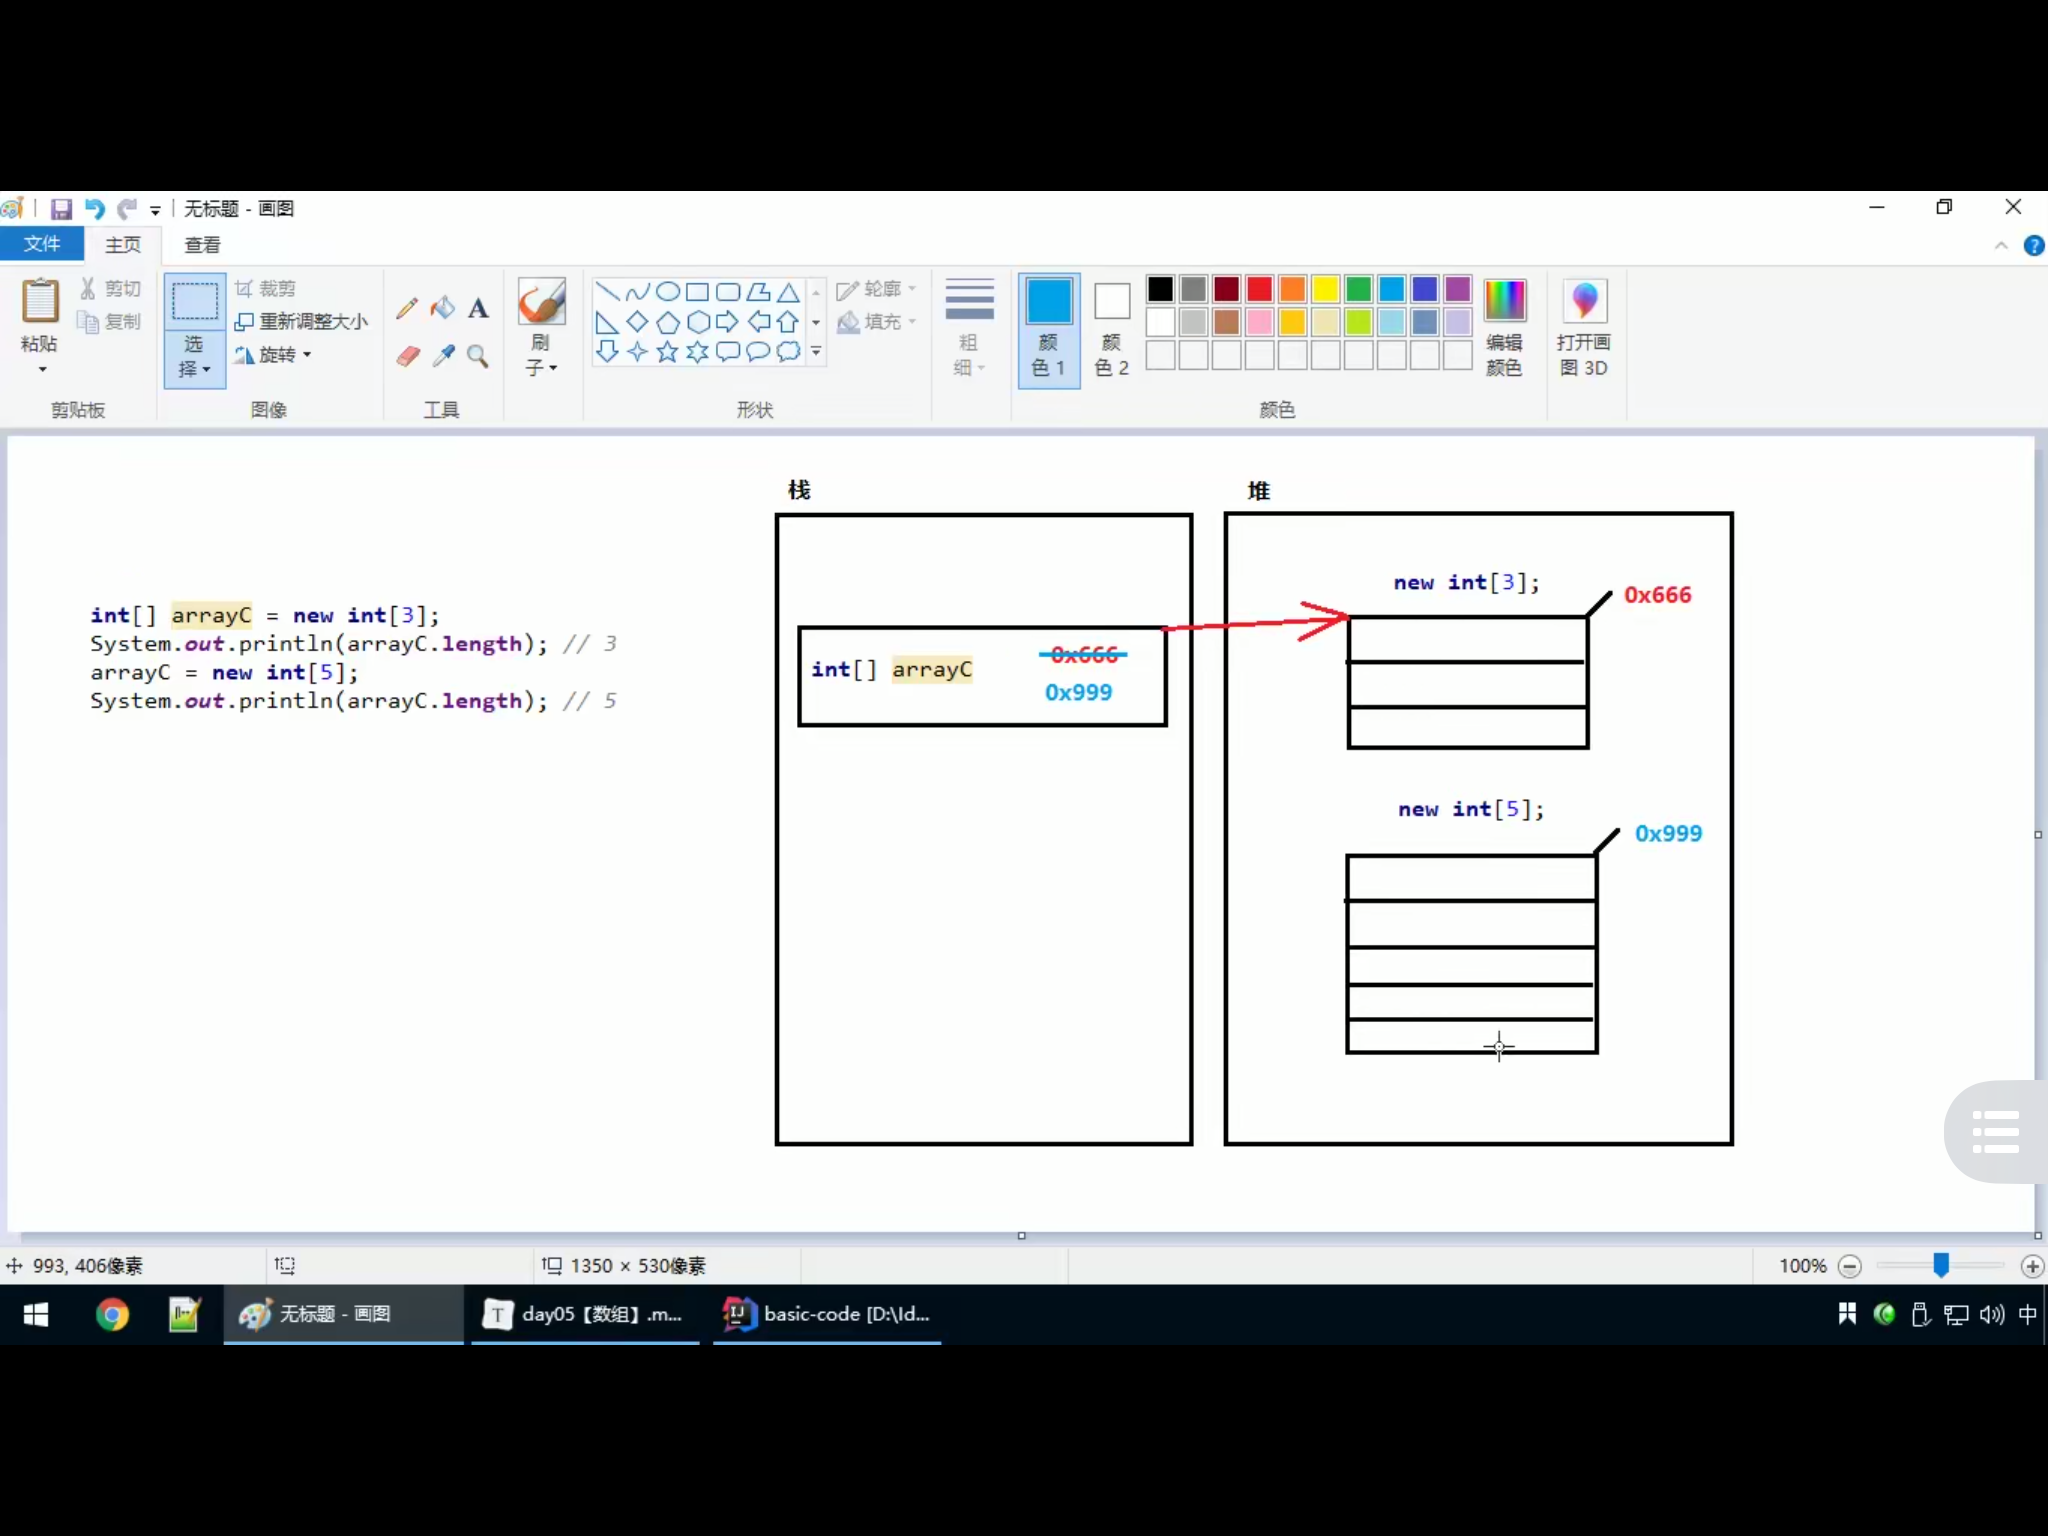 无标题 - 画图
文件 主页 查看
粘贴
剪切
复制
剪贴板
选择
裁剪
重新调整大小
旋转
图像
A
工具
刷子
轮廓
填充
形状
粗细
颜色 1
颜色 2
颜色
编辑颜色
打开画图 3D
int[] arrayC = new int[3];
System.out.println(arrayC.length); // 3
arrayC = new int[5];
System.out.println(arrayC.length); // 5
栈
int[] arrayC
0x666
0x999
堆
new int[3];
0x666
new int[5];
0x999
993, 406像素
1350 × 530像素
100%
无标题 - 画图
T
day05【数组】.m...
IJ
basic-code [D:\Id...
中